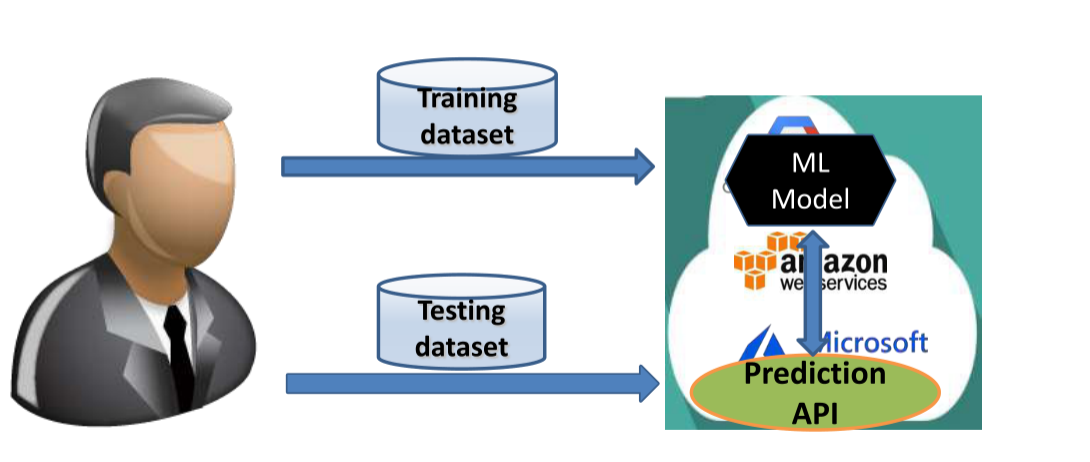 Training
dataset
ML
Model
amazon
web services
Testing
dataset
Microsoft
Prediction
API